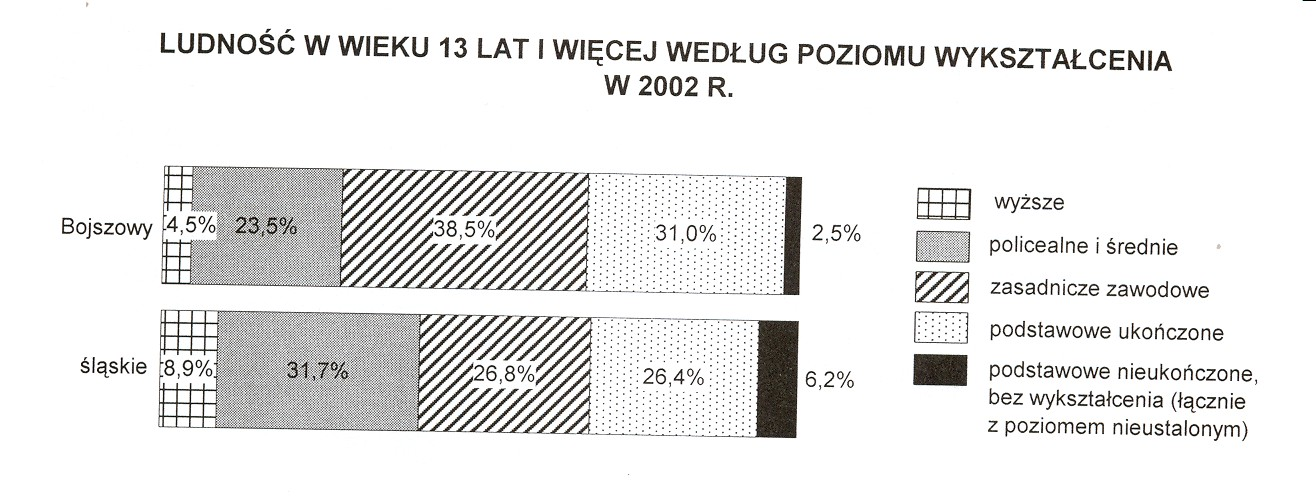 LUDNOŚĆ W WIEKU 13 LAT I WIĘCEJ WEDŁUG POZIOMU WYKSZTAŁCENIA
W 2002 R.
Bojszowy 4,5% 23,5% 38,5% 31,0% 2,5%
śląskie 8,9% 31,7% 26,8% 26,4% 6,2%
wyższe
policealne i średnie
zasadnicze zawodowe
podstawowe ukończone
podstawowe nieukończone,
bez wykształcenia (łącznie
z poziomem nieustalonym)